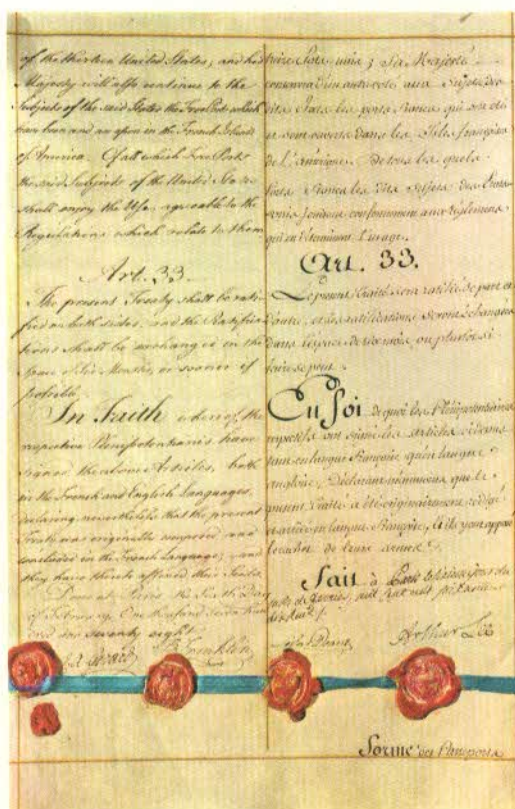 of the thirteen United States; and his
Majesty will also continue to the
Subjects of the said States the Free Ports which
have been and are open in the French Islands
of America. Of all which Free Ports
the said Subjects of the United States
shall enjoy the Use, agreable to the
Regulations which relate to them.
Art. 33.
The present Treaty shall be rati-
fied on both sides, and the Ratifica-
tions shall be exchanged in the
space of Six Months, or sooner if
possible.
In Faith whereof the
respective Plenipotentiaries have
signed the above Articles, both
in the French and English Languages,
declaring nevertheless that the present
Treaty was originally composed and
concluded in the French Language; and
they have thereto affixed their Seals.
Done at Paris the Sixth Day
of February, One thousand Seven hun-
dred and seventy eight.
Gerard
B Franklin
treize Etats unis; Sa Majesté
conservera aux Sujets des
dits Etats les ports francs qui ont été
et sont ouverts dans les Isles françaises
de L'amérique. De tous les quels
Ports francs les dits Sujets des Etats
unis jouiront conformément aux Reglemens
qui en déterminent L'usage.
Art. 33.
Le présent Traité sera ratifié de part et
d'autre, et les ratifications seront échangées
dans l'espace de six mois, ou plustôt si
faire se peut.
En foi de quoi les Plénipotentiaires
respectifs ont signé les articles ci dessus
tant en langue Françoise qu'en langue
angloise, Déclarant néanmoins que le
présent Traité a été originairement rédigé
et arrêté en langue Françoise, et ils y ont apposé
le cachet de leurs armes.
Fait à Paris le sixieme jour du
mois de fevrier, mil sept cent soixante
dix huit.
Silas Deane
Arthur Lee
Forme des Passeports